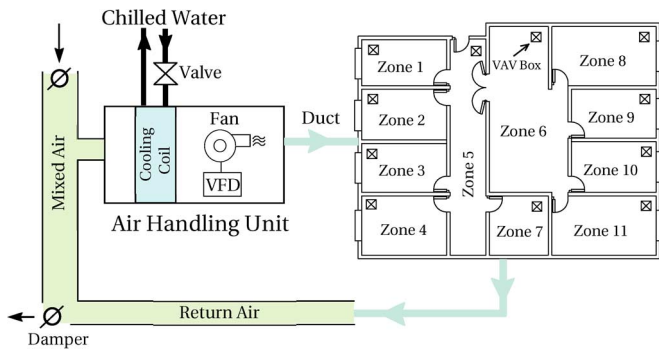 Chilled Water
Valve
Mixed Air
Cooling
Coil
Fan
VFD
Air Handling Unit
Duct
Zone 1
Zone 2
Zone 3
Zone 4
Zone 5
VAV Box
Zone 6
Zone 7
Zone 8
Zone 9
Zone 10
Zone 11
Return Air
Damper